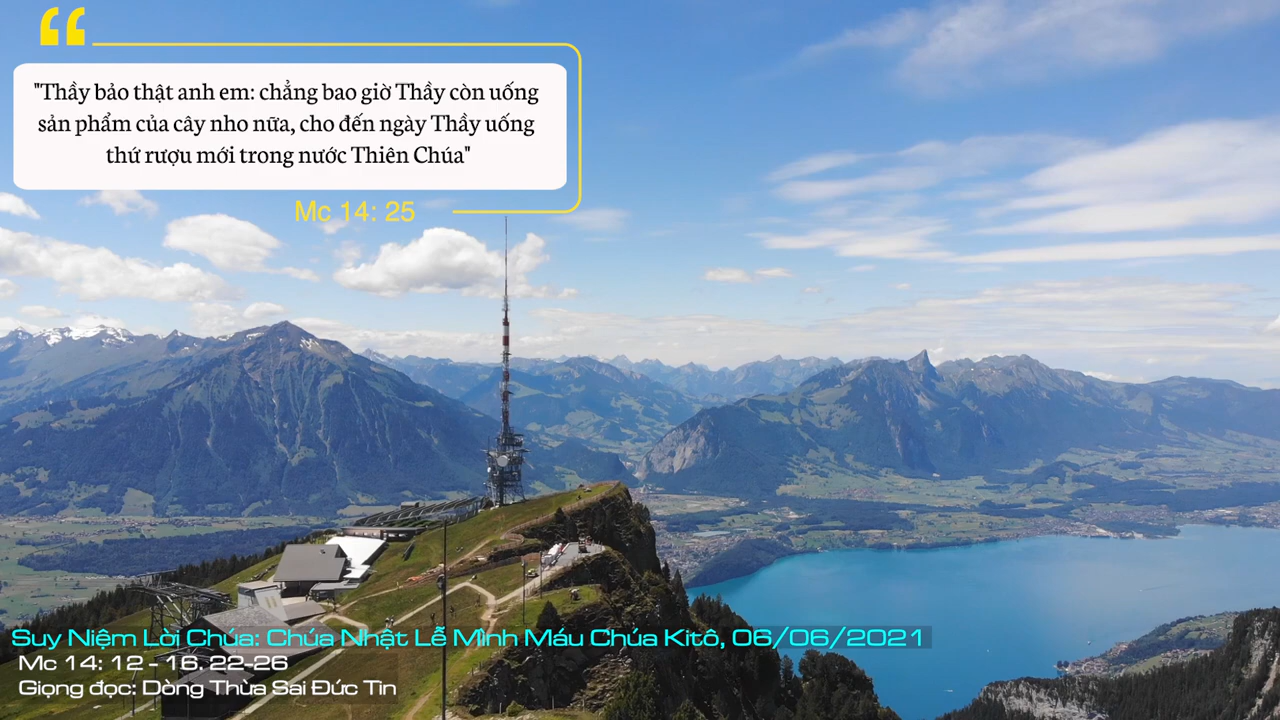 "Thầy bảo thật anh em: chẳng bao giờ Thầy còn uống
sản phẩm của cây nho nữa, cho đến ngày Thầy uống
thứ rượu mới trong nước Thiên Chúa"
Mc 14: 25
Suy Niệm Lời Chúa: Chúa Nhật Lễ Mình Máu Chúa Kitô, 06/06/2021
Mc 14: 12 - 16. 22-26
Giọng đọc: Dòng Thừa Sai Đức Tin